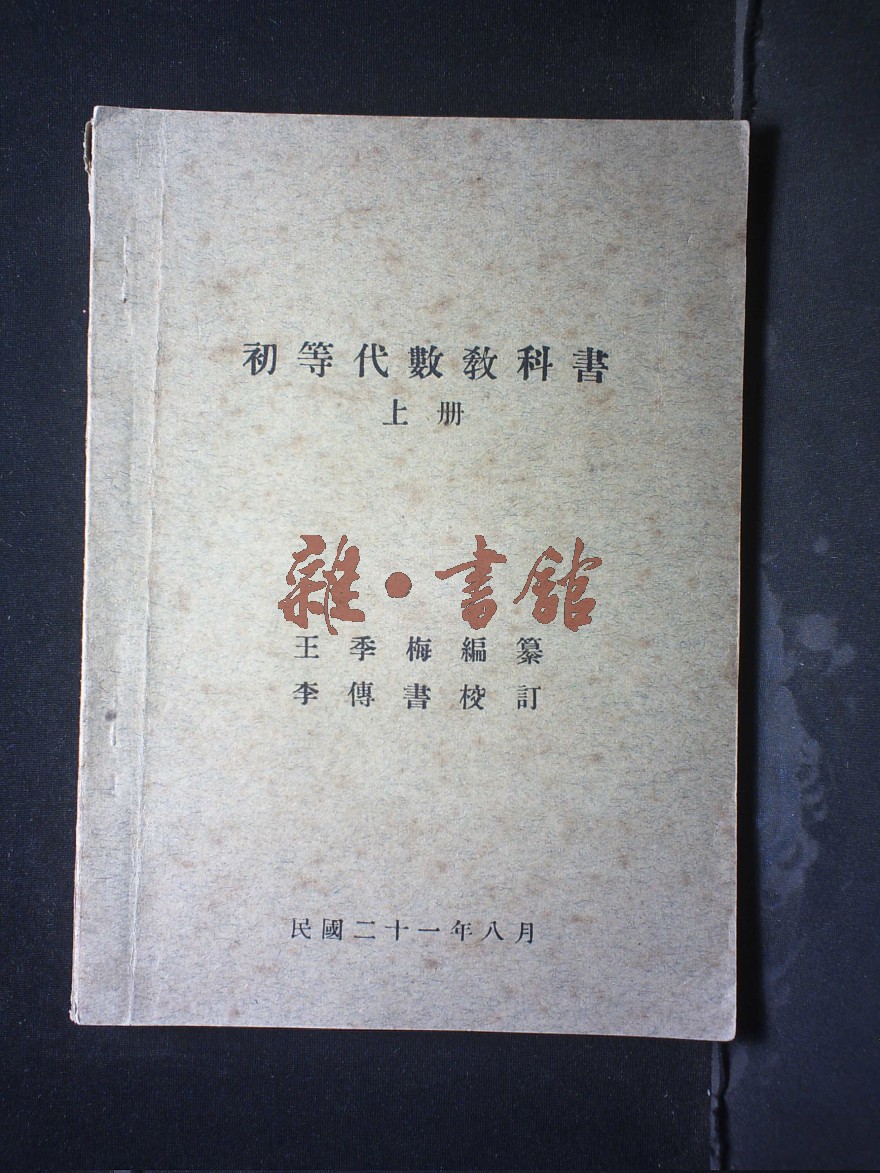 初等代數敎科書
上册
雜·書館
王季梅編纂
李傳書校訂
民國二十一年八月